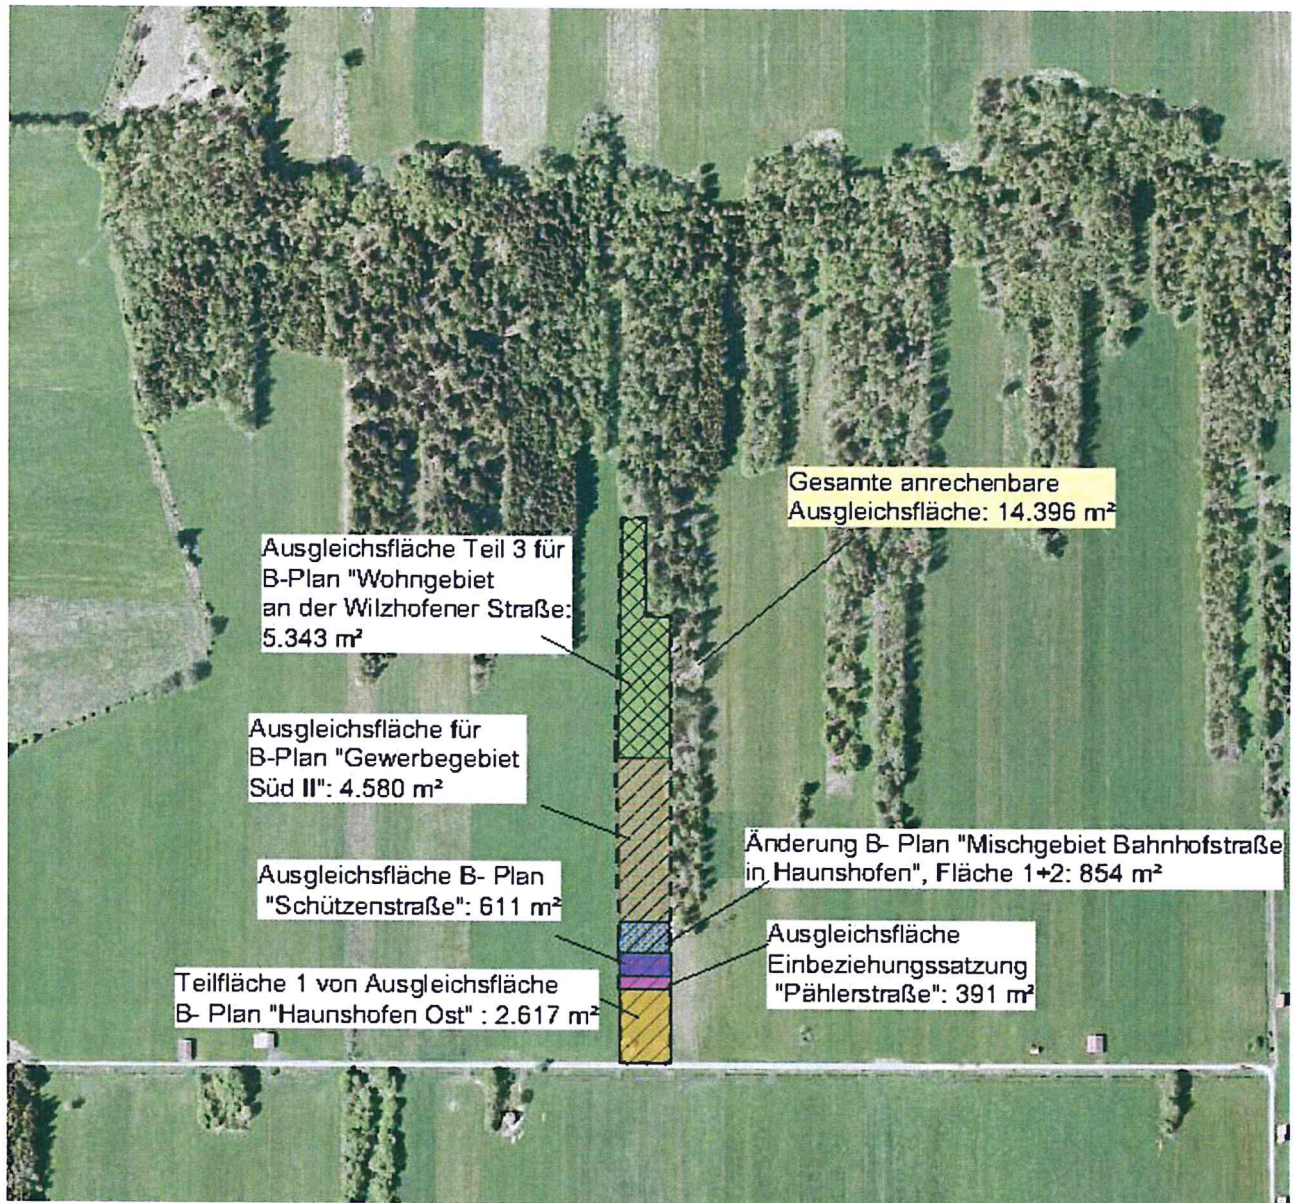 Gesamte anrechenbare
Ausgleichsfläche: 14.396 m²
Ausgleichsfläche Teil 3 für
B-Plan "Wohngebiet
an der Wilzhofener Straße:
5.343 m²
Ausgleichsfläche für
B-Plan "Gewerbegebiet
Süd II": 4.580 m²
Änderung B- Plan "Mischgebiet Bahnhofstraße
in Haunshofen", Fläche 1+2: 854 m²
Ausgleichsfläche B- Plan
"Schützenstraße": 611 m²
Ausgleichsfläche
Einbeziehungssatzung
"Pählerstraße": 391 m²
Teilfläche 1 von Ausgleichsfläche
B- Plan "Haunshofen Ost" : 2.617 m²